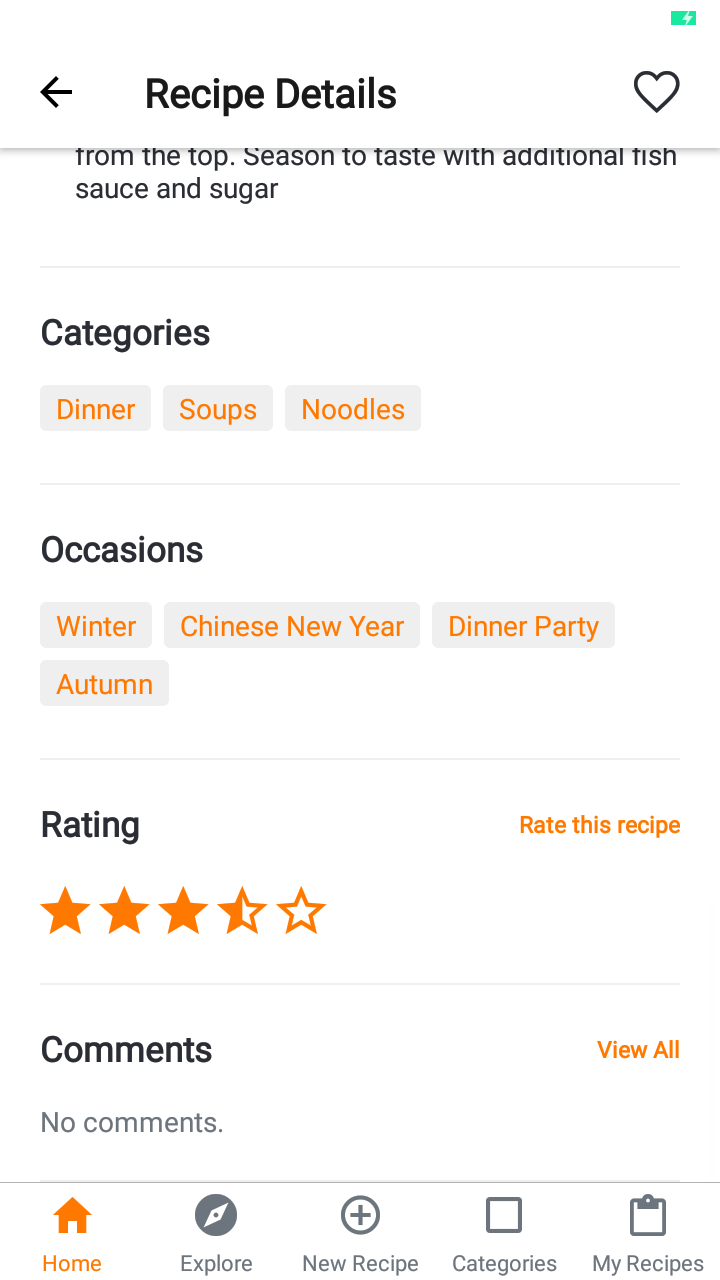 Recipe Details
from the top. Season to taste with additional fish
sauce and sugar
Categories
Dinner Soups Noodles
Occasions
Winter Chinese New Year Dinner Party
Autumn
Rating Rate this recipe
Comments View All
No comments.
Home Explore New Recipe Categories My Recipes